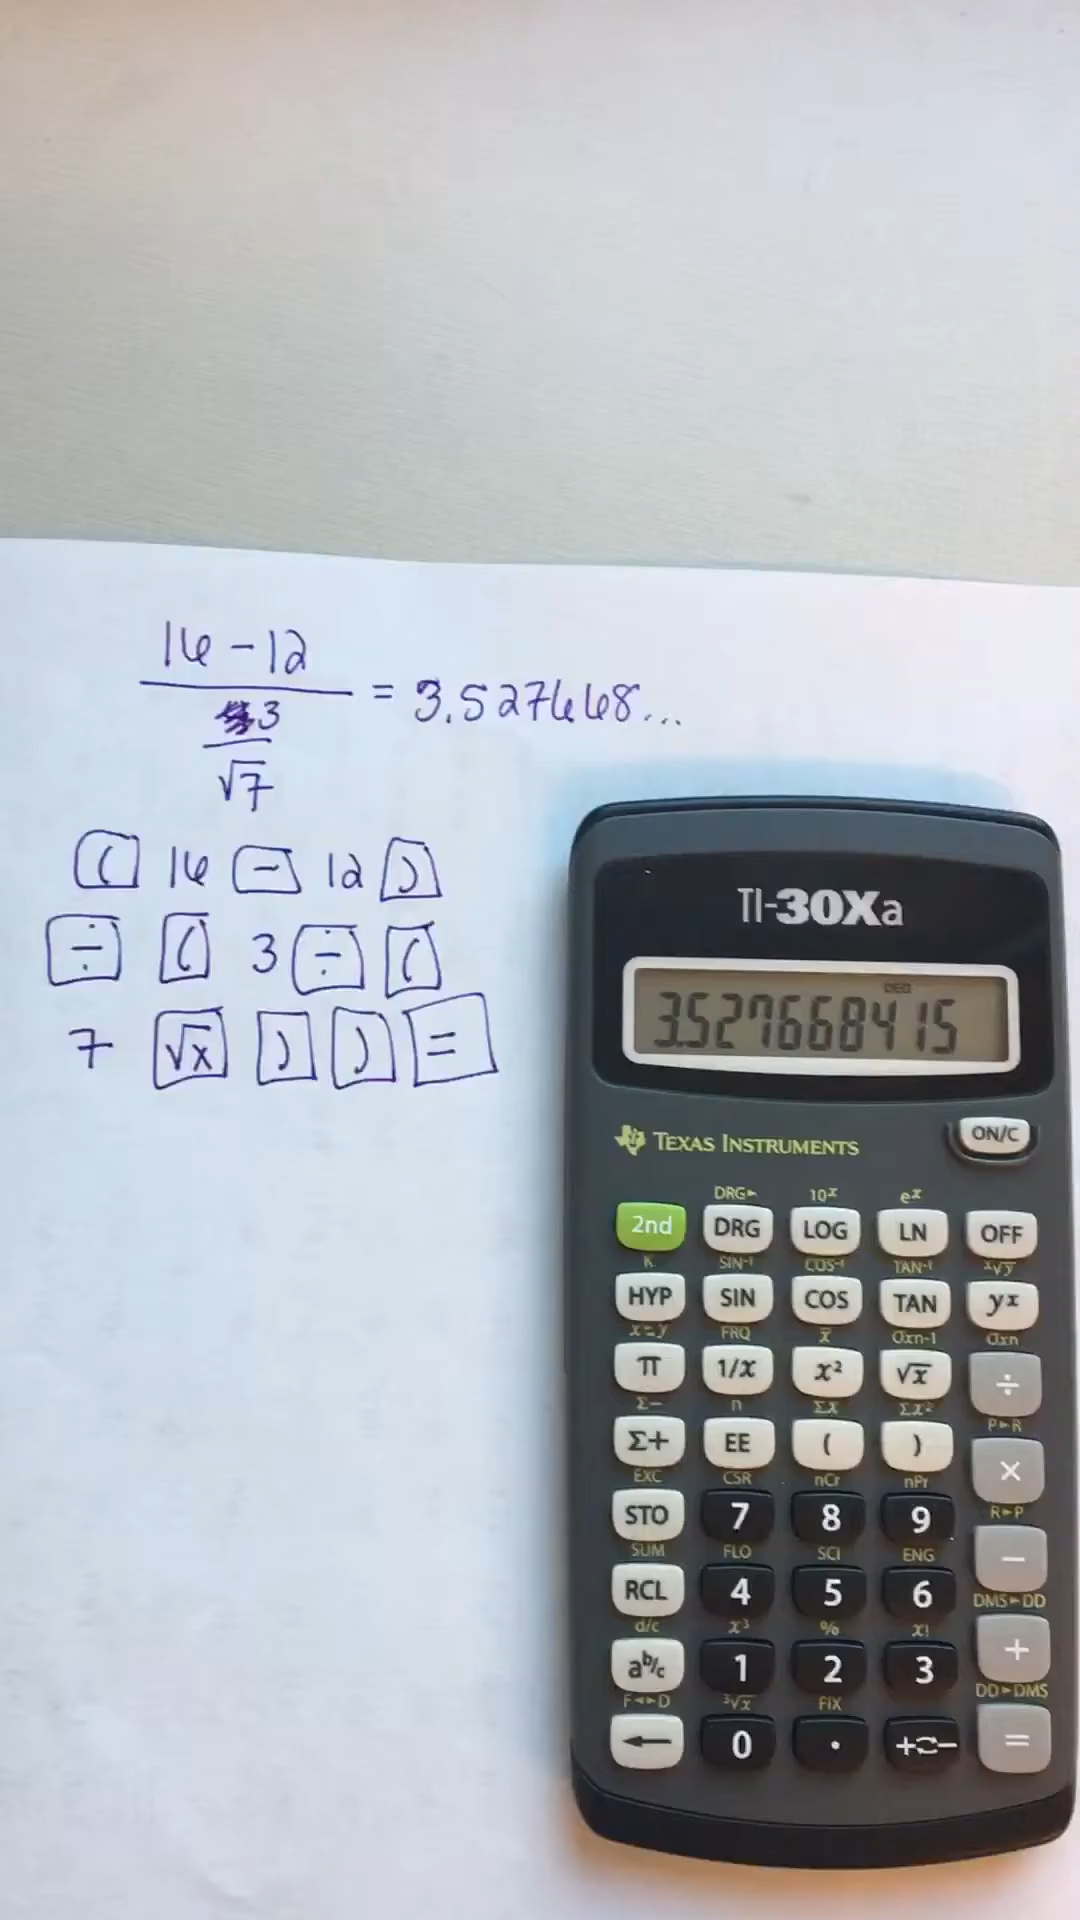 16 - 12
3 = 3.527668...
√7
( 16 - 12 )
÷ ( 3 ÷ (
7 √x ) ) =
TI-30Xa
DEG
3.527668415
TEXAS INSTRUMENTS
ON/C
DRG► 10ˣ eˣ
2nd DRG LOG LN OFF
K SIN⁻¹ COS⁻¹ TAN⁻¹ ˣ√y
HYP SIN COS TAN yˣ
x⇄y FRQ x̄ σxn-1 σxn
π 1/x x² √x ÷
Σ- n Σx Σx² P►R
Σ+ EE ( ) ×
EXC CSR nCr nPr R►P
STO 7 8 9 −
SUM FLO SCI ENG DMS►DD
RCL 4 5 6 +
d/c x³ % x! DD►DMS
a b/c 1 2 3 =
F◄►D ³√x FIX
← 0 . +⇄−